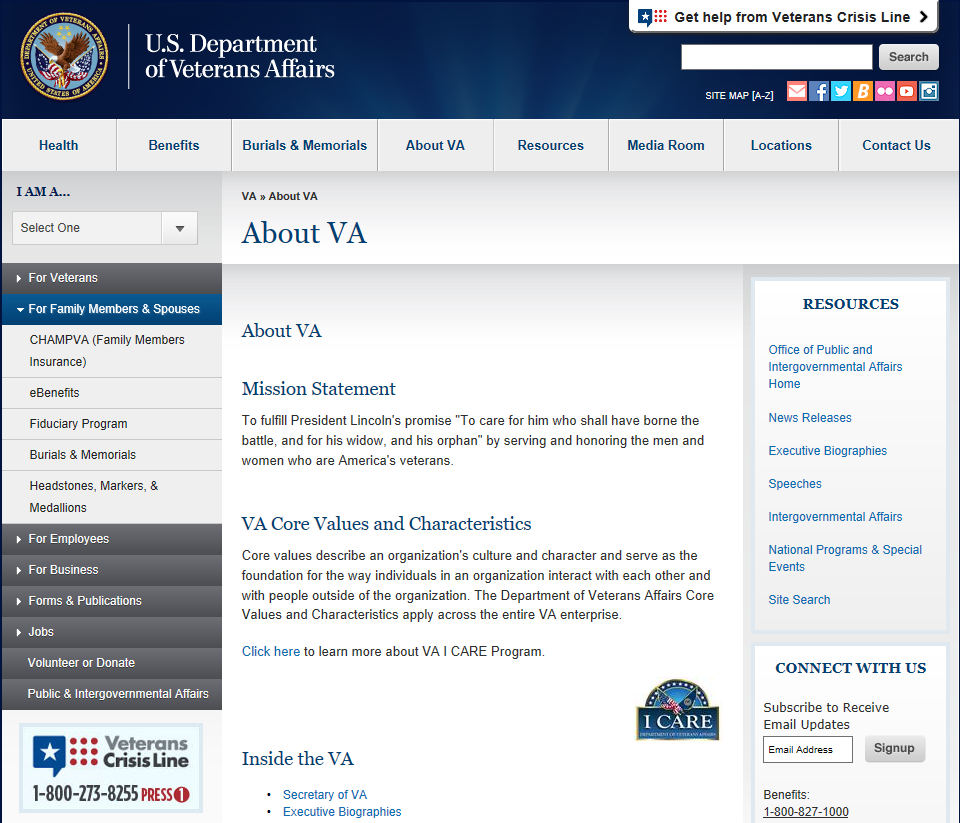 Get help from Veterans Crisis Line
DEPARTMENT OF VETERANS AFFAIRS
UNITED STATES OF AMERICA
U.S. Department
of Veterans Affairs
Search
SITE MAP [A-Z]
Health
Benefits
Burials & Memorials
About VA
Resources
Media Room
Locations
Contact Us
I AM A...
Select One
For Veterans
For Family Members & Spouses
CHAMPVA (Family Members
Insurance)
eBenefits
Fiduciary Program
Burials & Memorials
Headstones, Markers, &
Medallions
For Employees
For Business
Forms & Publications
Jobs
Volunteer or Donate
Public & Intergovernmental Affairs
Veterans
Crisis Line
1-800-273-8255 PRESS 1
VA » About VA
About VA
About VA
Mission Statement
To fulfill President Lincoln's promise "To care for him who shall have borne the
battle, and for his widow, and his orphan" by serving and honoring the men and
women who are America's veterans.
VA Core Values and Characteristics
Core values describe an organization's culture and character and serve as the
foundation for the way individuals in an organization interact with each other and
with people outside of the organization. The Department of Veterans Affairs Core
Values and Characteristics apply across the entire VA enterprise.
Click here to learn more about VA I CARE Program.
I CARE
DEPARTMENT OF VETERANS AFFAIRS
Inside the VA
• Secretary of VA
• Executive Biographies
RESOURCES
Office of Public and
Intergovernmental Affairs
Home
News Releases
Executive Biographies
Speeches
Intergovernmental Affairs
National Programs & Special
Events
Site Search
CONNECT WITH US
Subscribe to Receive
Email Updates
Email Address
Signup
Benefits:
1-800-827-1000